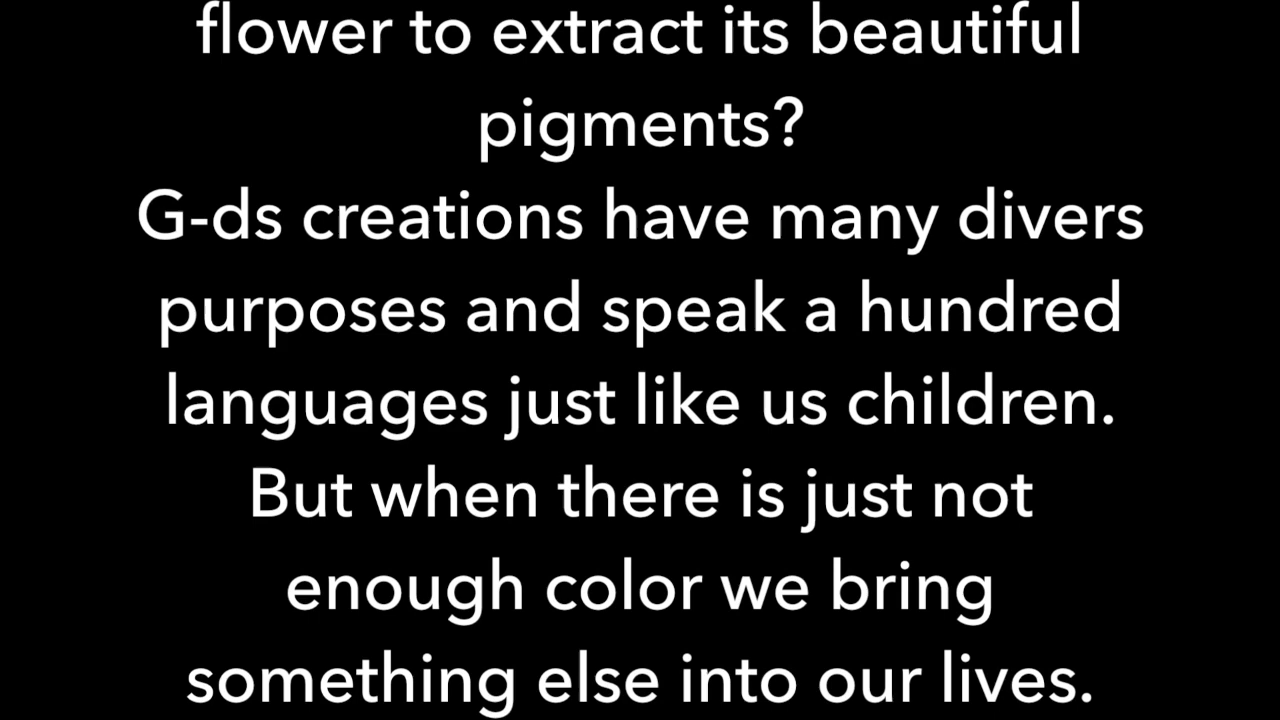 flower to extract its beautiful
pigments?
G-ds creations have many divers
purposes and speak a hundred
languages just like us children.
But when there is just not
enough color we bring
something else into our lives.